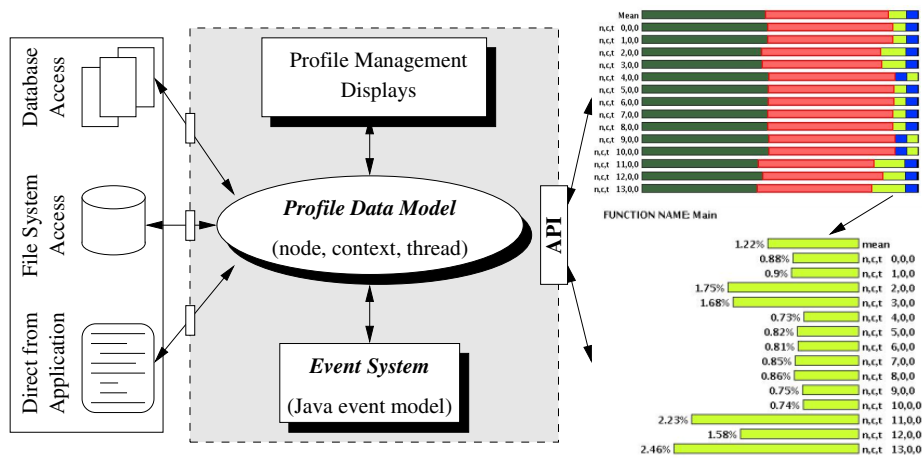 Database
Access
File System
Access
Direct from
Application
Profile Management
Displays
Profile Data Model
(node, context, thread)
Event System
(Java event model)
API
Mean
n,c,t 0,0,0
n,c,t 1,0,0
n,c,t 2,0,0
n,c,t 3,0,0
n,c,t 4,0,0
n,c,t 5,0,0
n,c,t 6,0,0
n,c,t 7,0,0
n,c,t 8,0,0
n,c,t 9,0,0
n,c,t 10,0,0
n,c,t 11,0,0
n,c,t 12,0,0
n,c,t 13,0,0
FUNCTION NAME: Main
1.22% mean
0.88% n,c,t 0,0,0
0.9% n,c,t 1,0,0
1.75% n,c,t 2,0,0
1.68% n,c,t 3,0,0
0.73% n,c,t 4,0,0
0.82% n,c,t 5,0,0
0.81% n,c,t 6,0,0
0.85% n,c,t 7,0,0
0.86% n,c,t 8,0,0
0.75% n,c,t 9,0,0
0.74% n,c,t 10,0,0
2.23% n,c,t 11,0,0
1.58% n,c,t 12,0,0
2.46% n,c,t 13,0,0